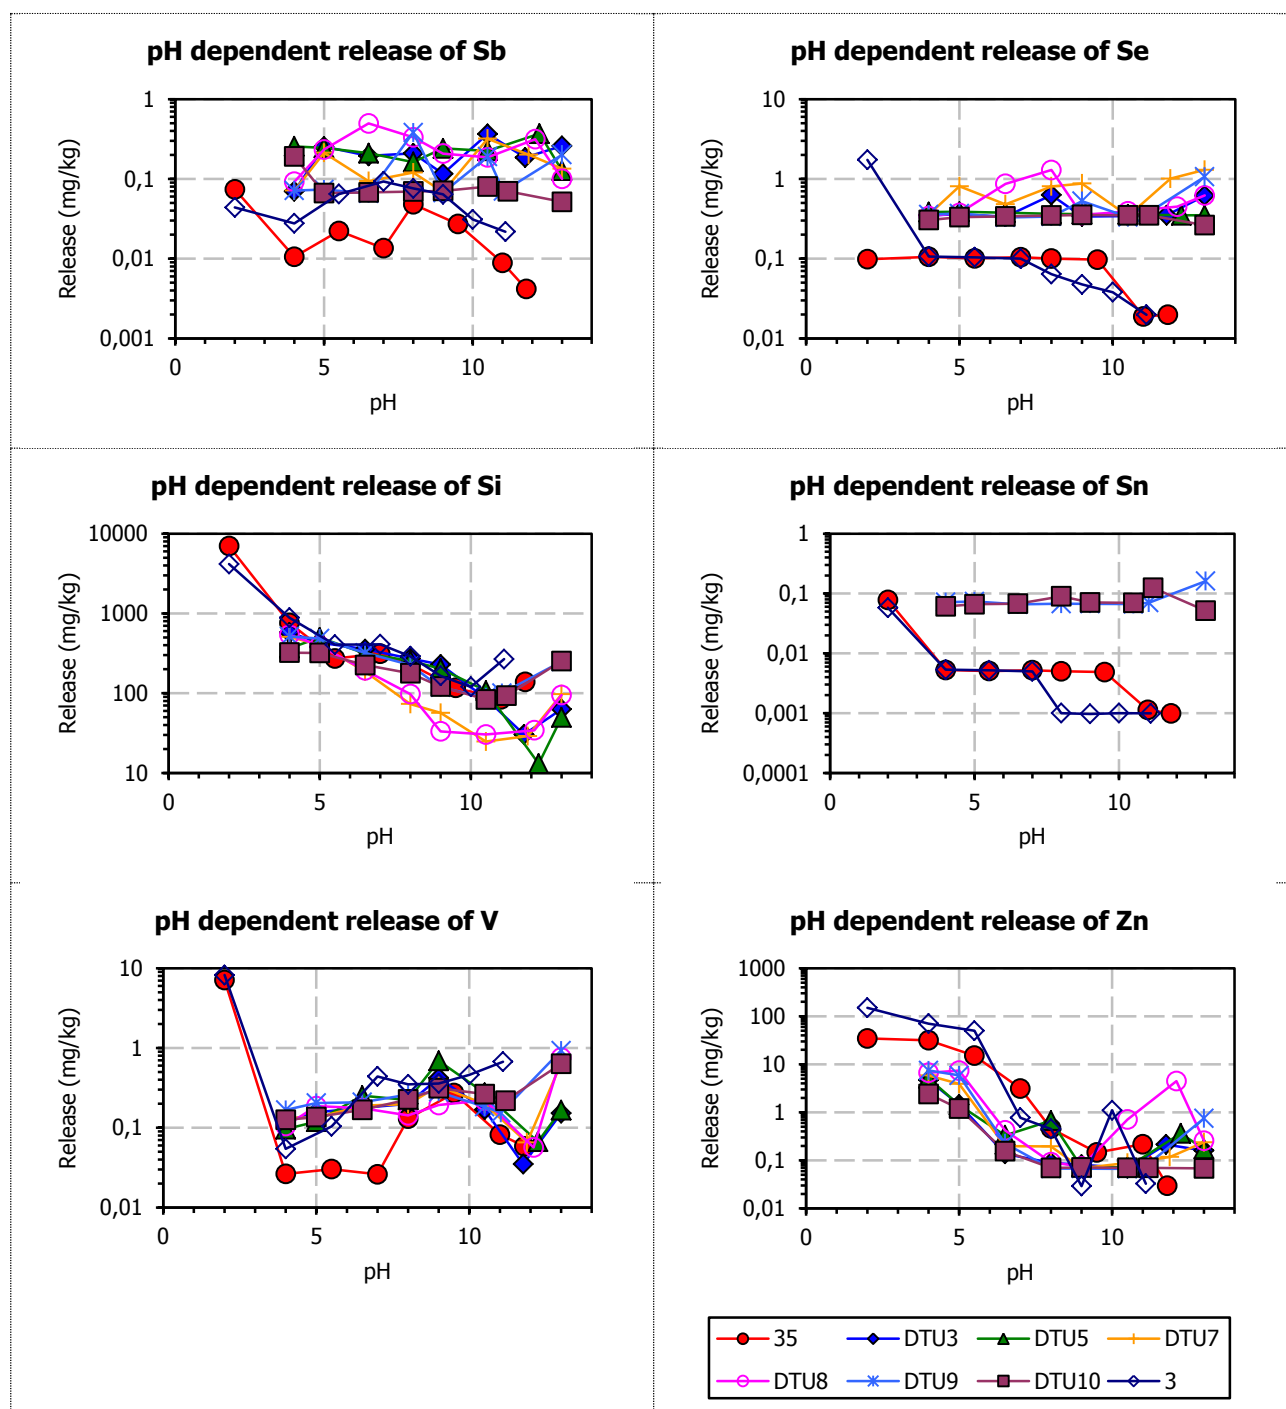 pH dependent release of Sb
1
0,1
0,01
0,001
0
5
10
Release (mg/kg)
pH
pH dependent release of Se
10
1
0,1
0,01
0
5
10
Release (mg/kg)
pH
pH dependent release of Si
10000
1000
100
10
0
5
10
Release (mg/kg)
pH
pH dependent release of Sn
1
0,1
0,01
0,001
0,0001
0
5
10
Release (mg/kg)
pH
pH dependent release of V
10
1
0,1
0,01
0
5
10
Release (mg/kg)
pH
pH dependent release of Zn
1000
100
10
1
0,1
0,01
0
5
10
Release (mg/kg)
pH
35 DTU3 DTU5 DTU7
DTU8 DTU9 DTU10 3